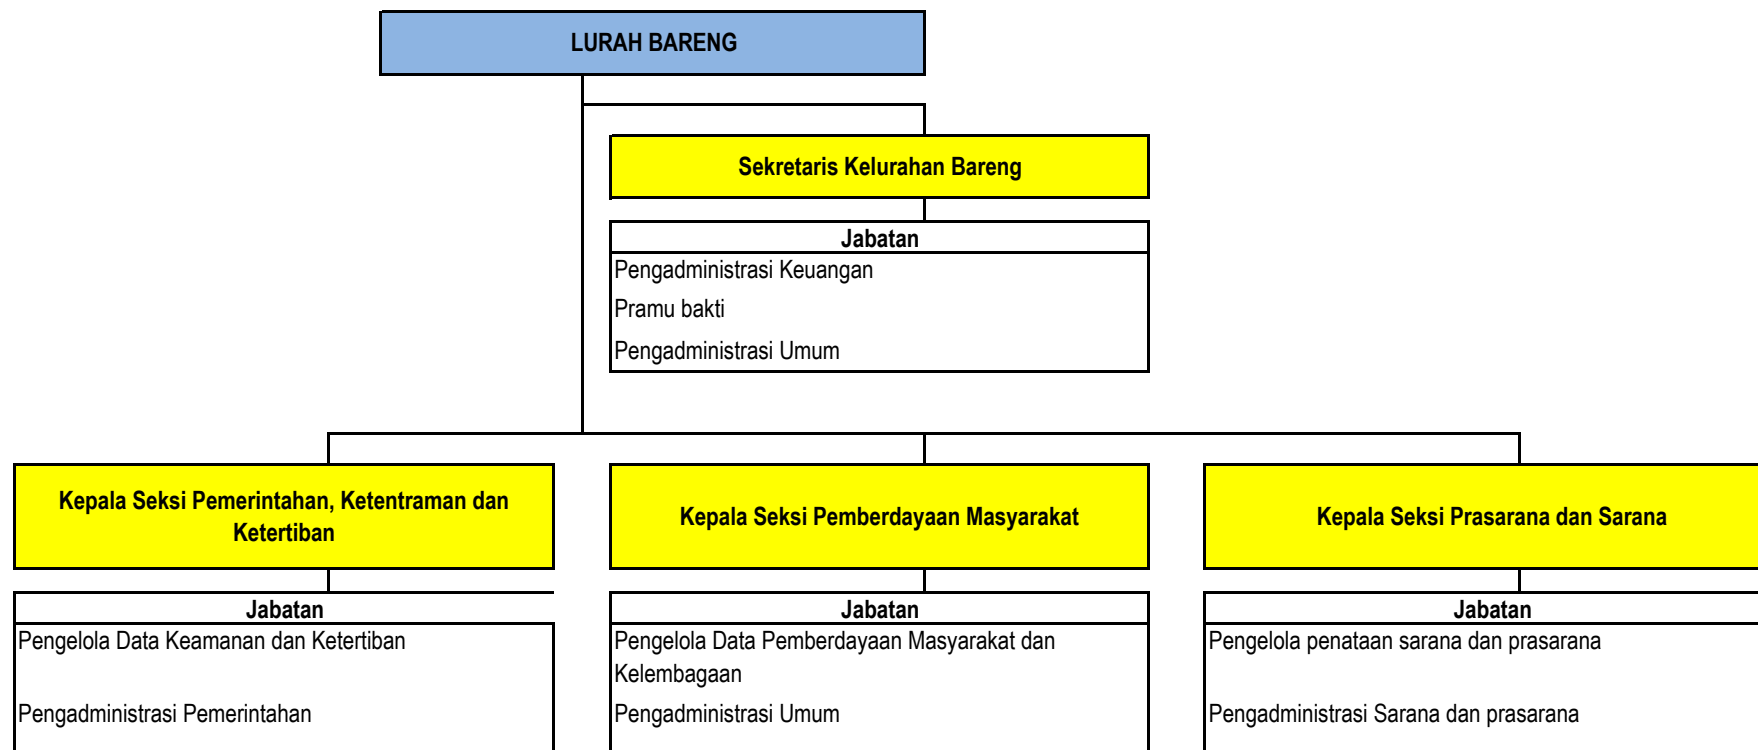 LURAH BARENG
Sekretaris Kelurahan Bareng
Jabatan
Pengadministrasi Keuangan
Pramu bakti
Pengadministrasi Umum
Kepala Seksi Pemerintahan, Ketentraman dan
Ketertiban
Jabatan
Pengelola Data Keamanan dan Ketertiban
Pengadministrasi Pemerintahan
Kepala Seksi Pemberdayaan Masyarakat
Jabatan
Pengelola Data Pemberdayaan Masyarakat dan
Kelembagaan
Pengadministrasi Umum
Kepala Seksi Prasarana dan Sarana
Jabatan
Pengelola penataan sarana dan prasarana
Pengadministrasi Sarana dan prasarana